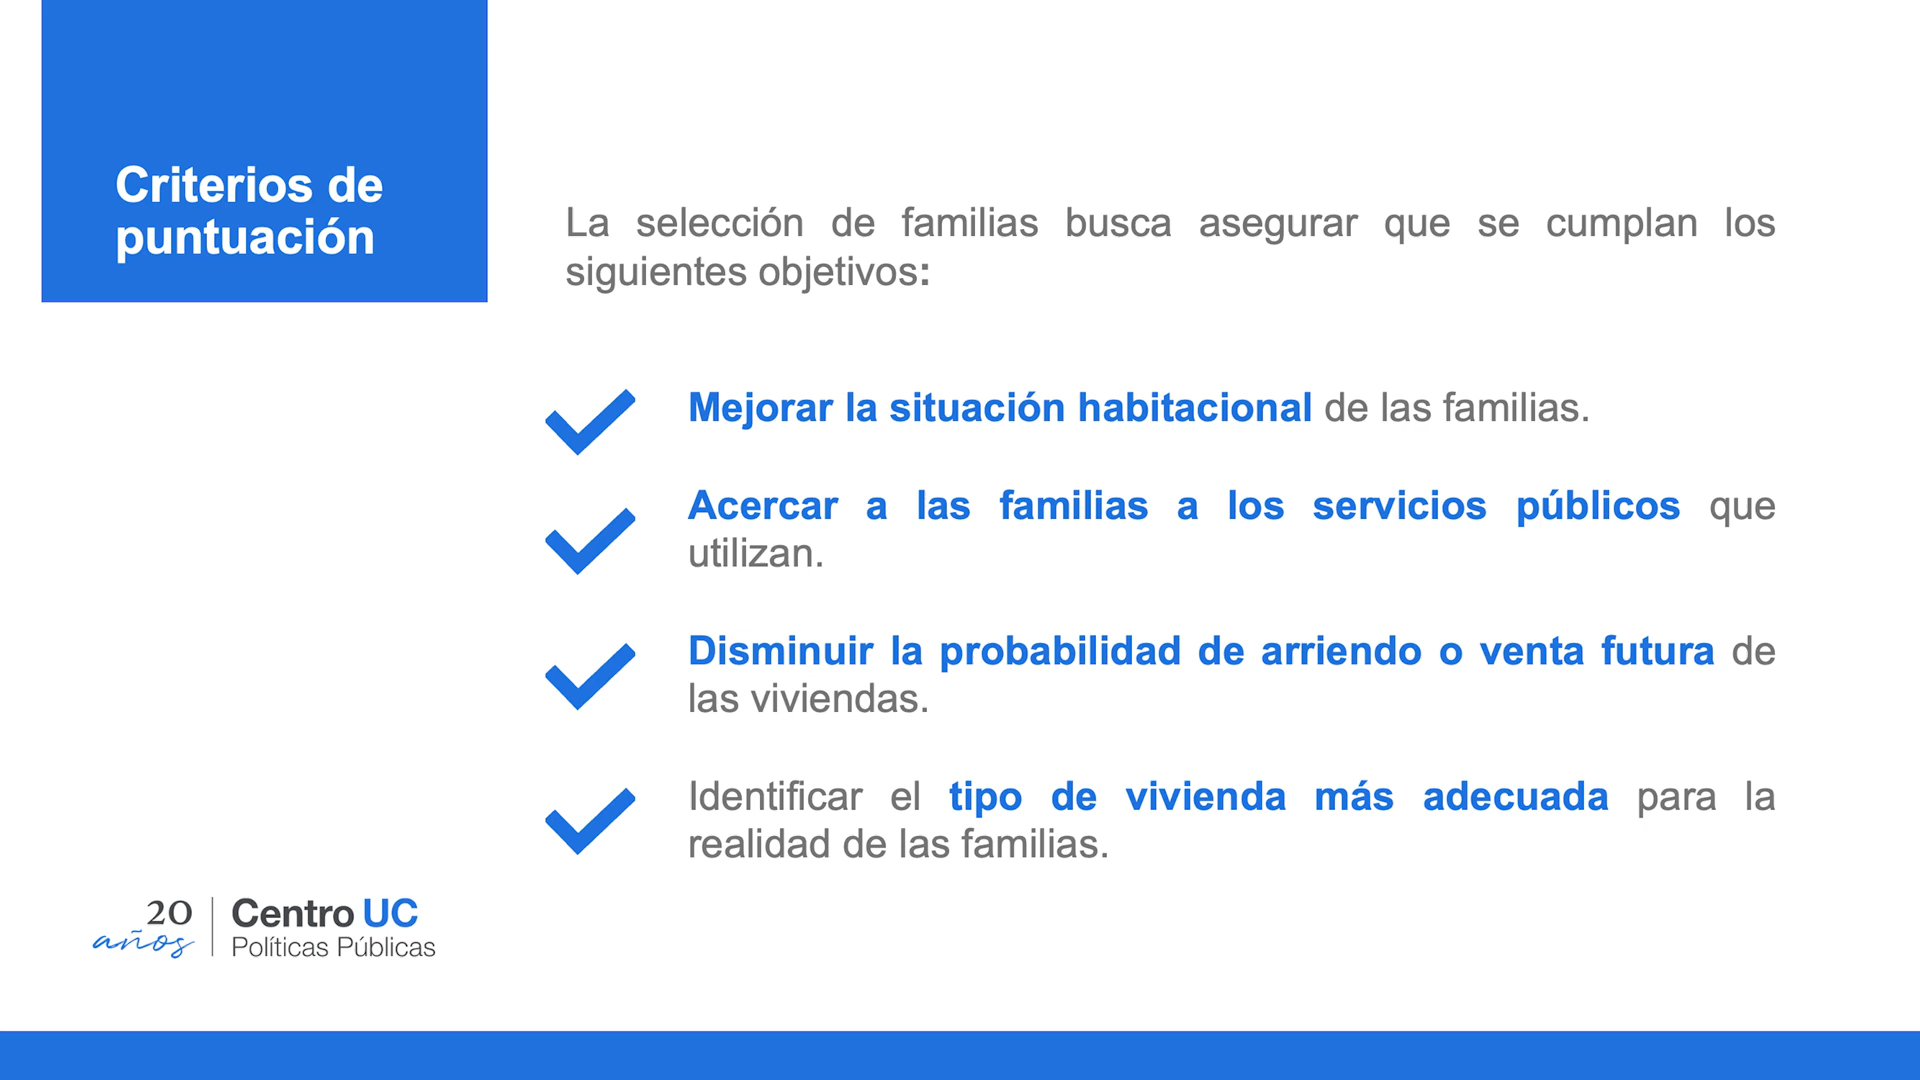 Criterios de
puntuación
La selección de familias busca asegurar que se cumplan los
siguientes objetivos:
Mejorar la situación habitacional de las familias.
Acercar a las familias a los servicios públicos que
utilizan.
Disminuir la probabilidad de arriendo o venta futura de
las viviendas.
Identificar el tipo de vivienda más adecuada para la
realidad de las familias.
20
años
Centro UC
Políticas Públicas